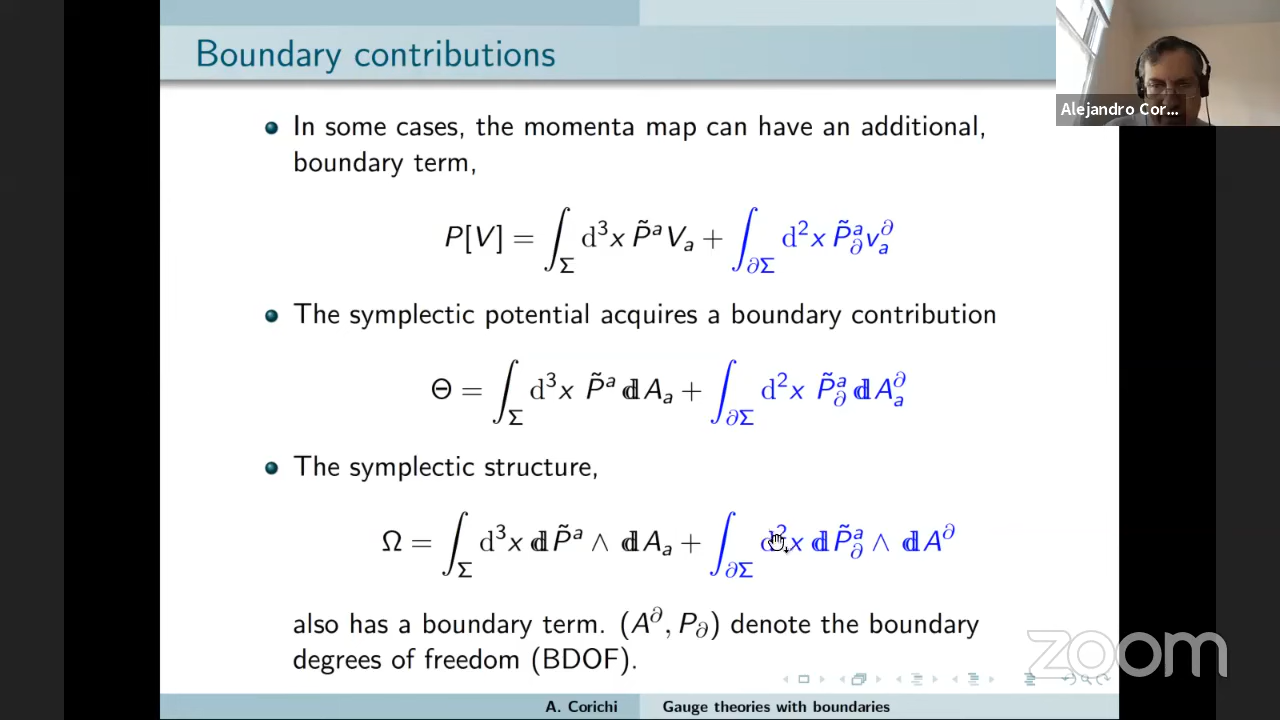 Boundary contributions
Alejandro Cor...
In some cases, the momenta map can have an additional,
boundary term,
P[V] = ∫_Σ d³x P̃ᵃ Vₐ + ∫_∂Σ d²x P̃ᵃ_∂ v^∂_a
The symplectic potential acquires a boundary contribution
Θ = ∫_Σ d³x P̃ᵃ 𝕕Aₐ + ∫_∂Σ d²x P̃ᵃ_∂ 𝕕A^∂_a
The symplectic structure,
Ω = ∫_Σ d³x 𝕕P̃ᵃ ∧ 𝕕Aₐ + ∫_∂Σ d²x 𝕕P̃ᵃ_∂ ∧ 𝕕A^∂
also has a boundary term. (A^∂, P_∂) denote the boundary
degrees of freedom (BDOF).
zoom
A. Corichi Gauge theories with boundaries